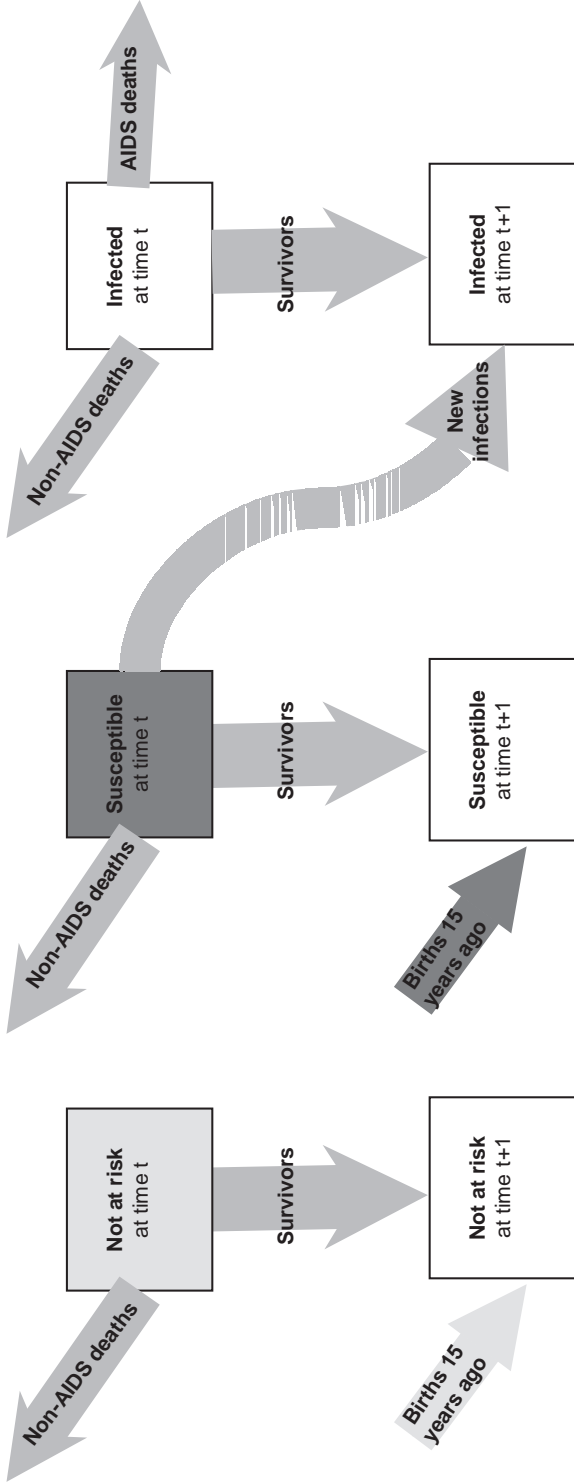 Non-AIDS deaths
Non-AIDS deaths
Non-AIDS deaths
Not at risk
at time t
Susceptible
at time t
Infected
at time t
AIDS deaths
Survivors
Survivors
Survivors
Births 15
years ago
Not at risk
at time t+1
Births 15
years ago
Susceptible
at time t+1
New
infections
Infected
at time t+1